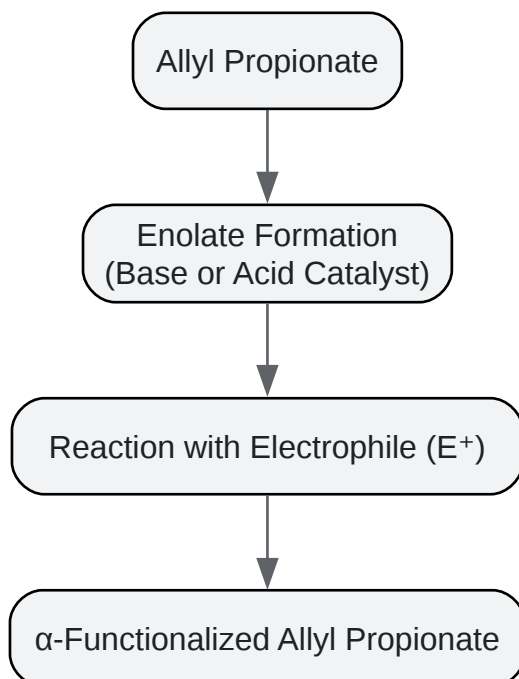 Allyl Propionate
Enolate Formation
(Base or Acid Catalyst)
Reaction with Electrophile (E⁺)
α-Functionalized Allyl Propionate